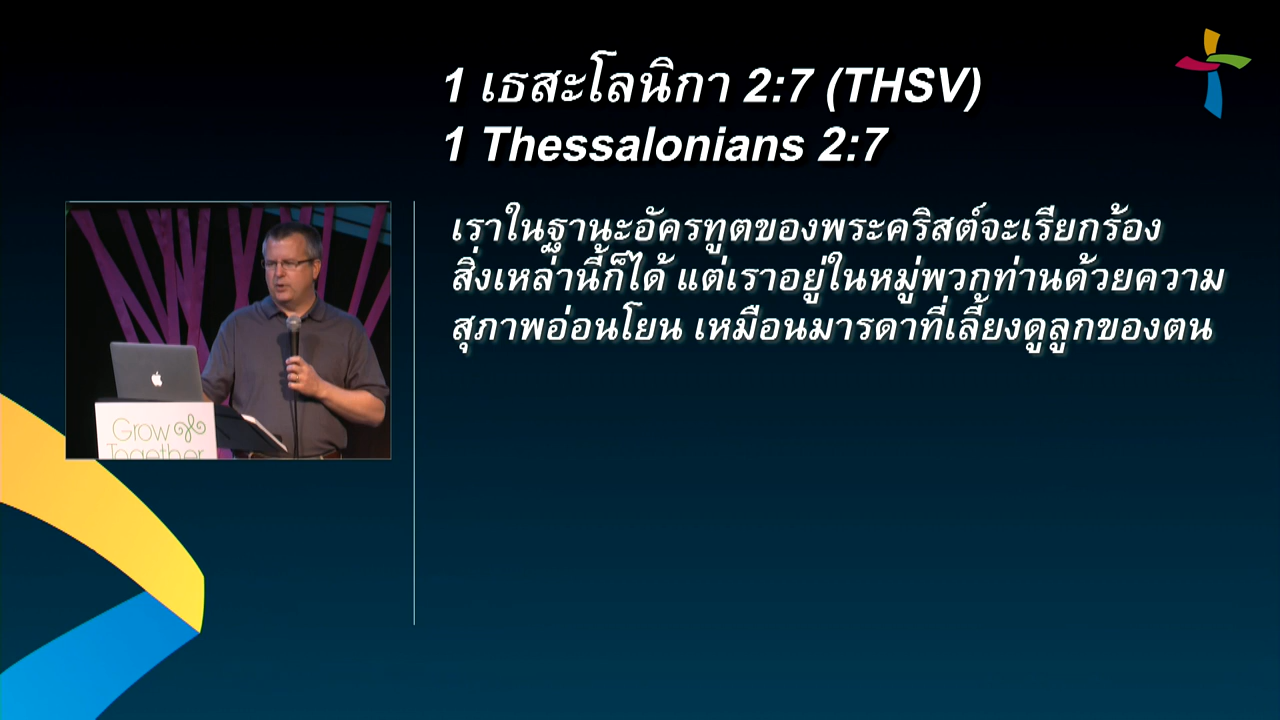 1 เธสะโลนิกา 2:7 (THSV)
1 Thessalonians 2:7
เราในฐานะอัครทูตของพระคริสต์จะเรียกร้อง
สิ่งเหล่านี้ก็ได้ แต่เราอยู่ในหมู่พวกท่านด้วยความ
สุภาพอ่อนโยน เหมือนมารดาที่เลี้ยงดูลูกของตน
Grow
Together